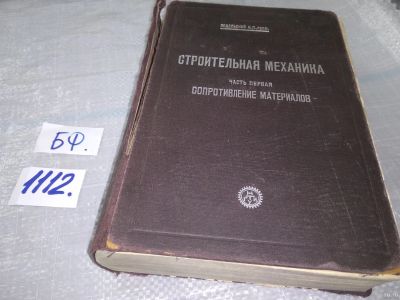 СТРОИТЕЛЬНАЯ МЕХАНИКА
ЧАСТЬ ПЕРВАЯ
СОПРОТИВЛЕНИЕ МАТЕРИАЛОВ
БФ.
1112.